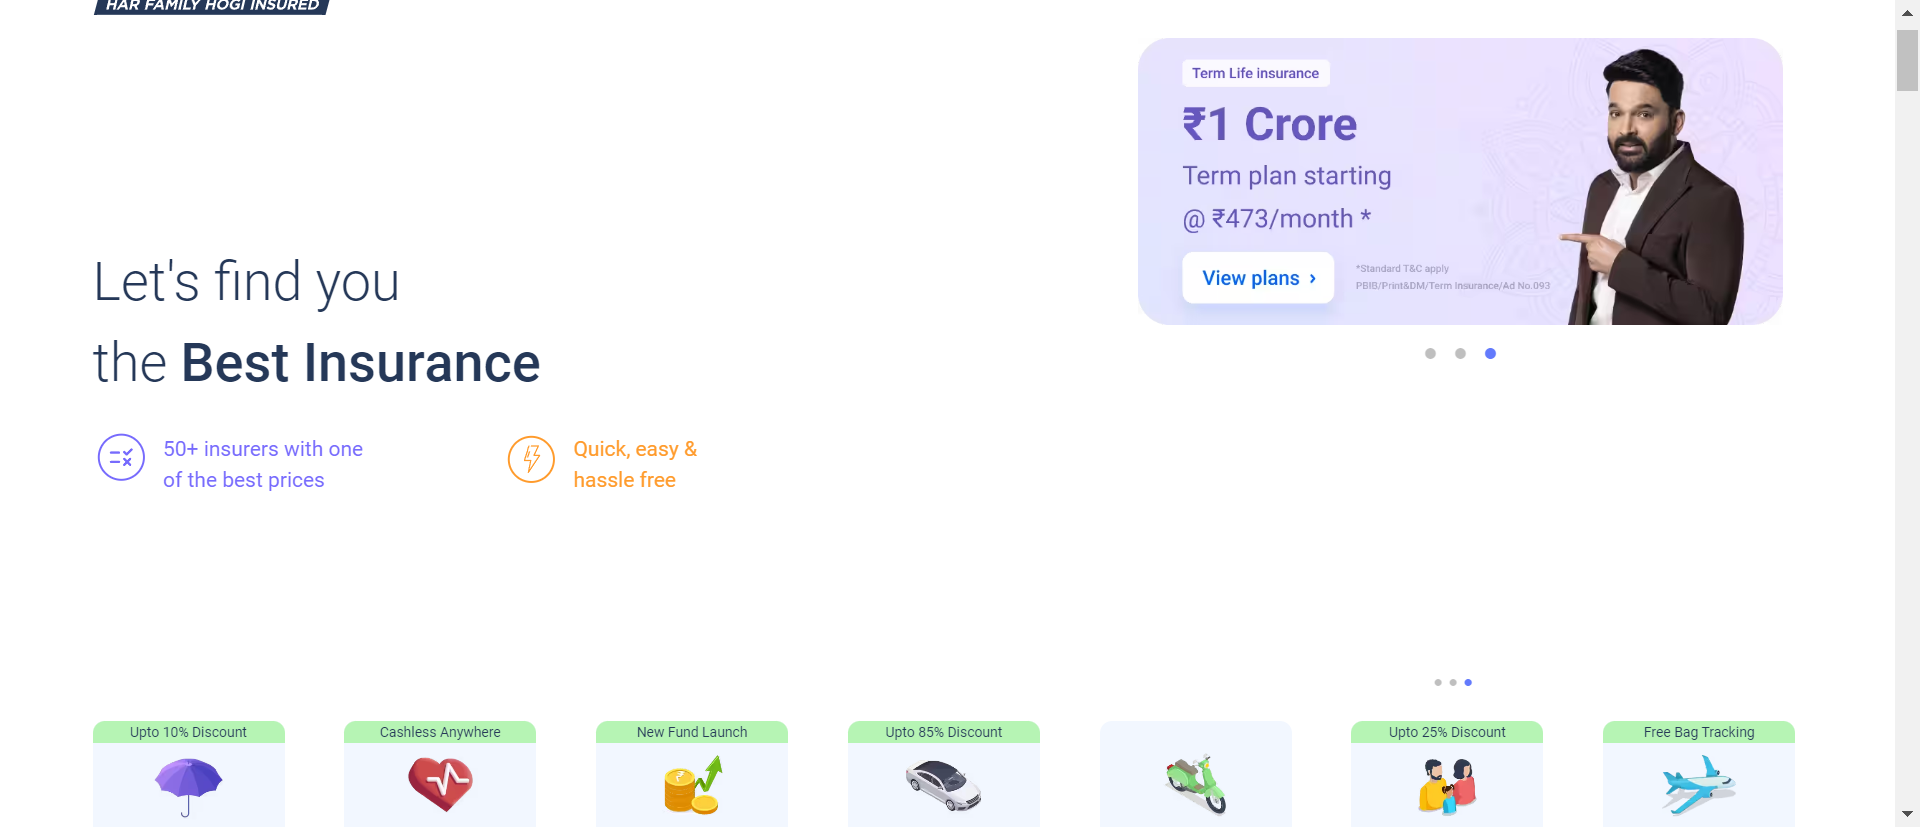 HAR FAMILY HOGI INSURED
Term Life insurance
₹1 Crore
Term plan starting
@ ₹473/month *
View plans ›
*Standard T&C apply
PBIB/Print&DM/Term Insurance/Ad No.093
Let's find you
the Best Insurance
50+ insurers with one
of the best prices
Quick, easy &
hassle free
Upto 10% Discount
Cashless Anywhere
New Fund Launch
Upto 85% Discount
Upto 25% Discount
Free Bag Tracking